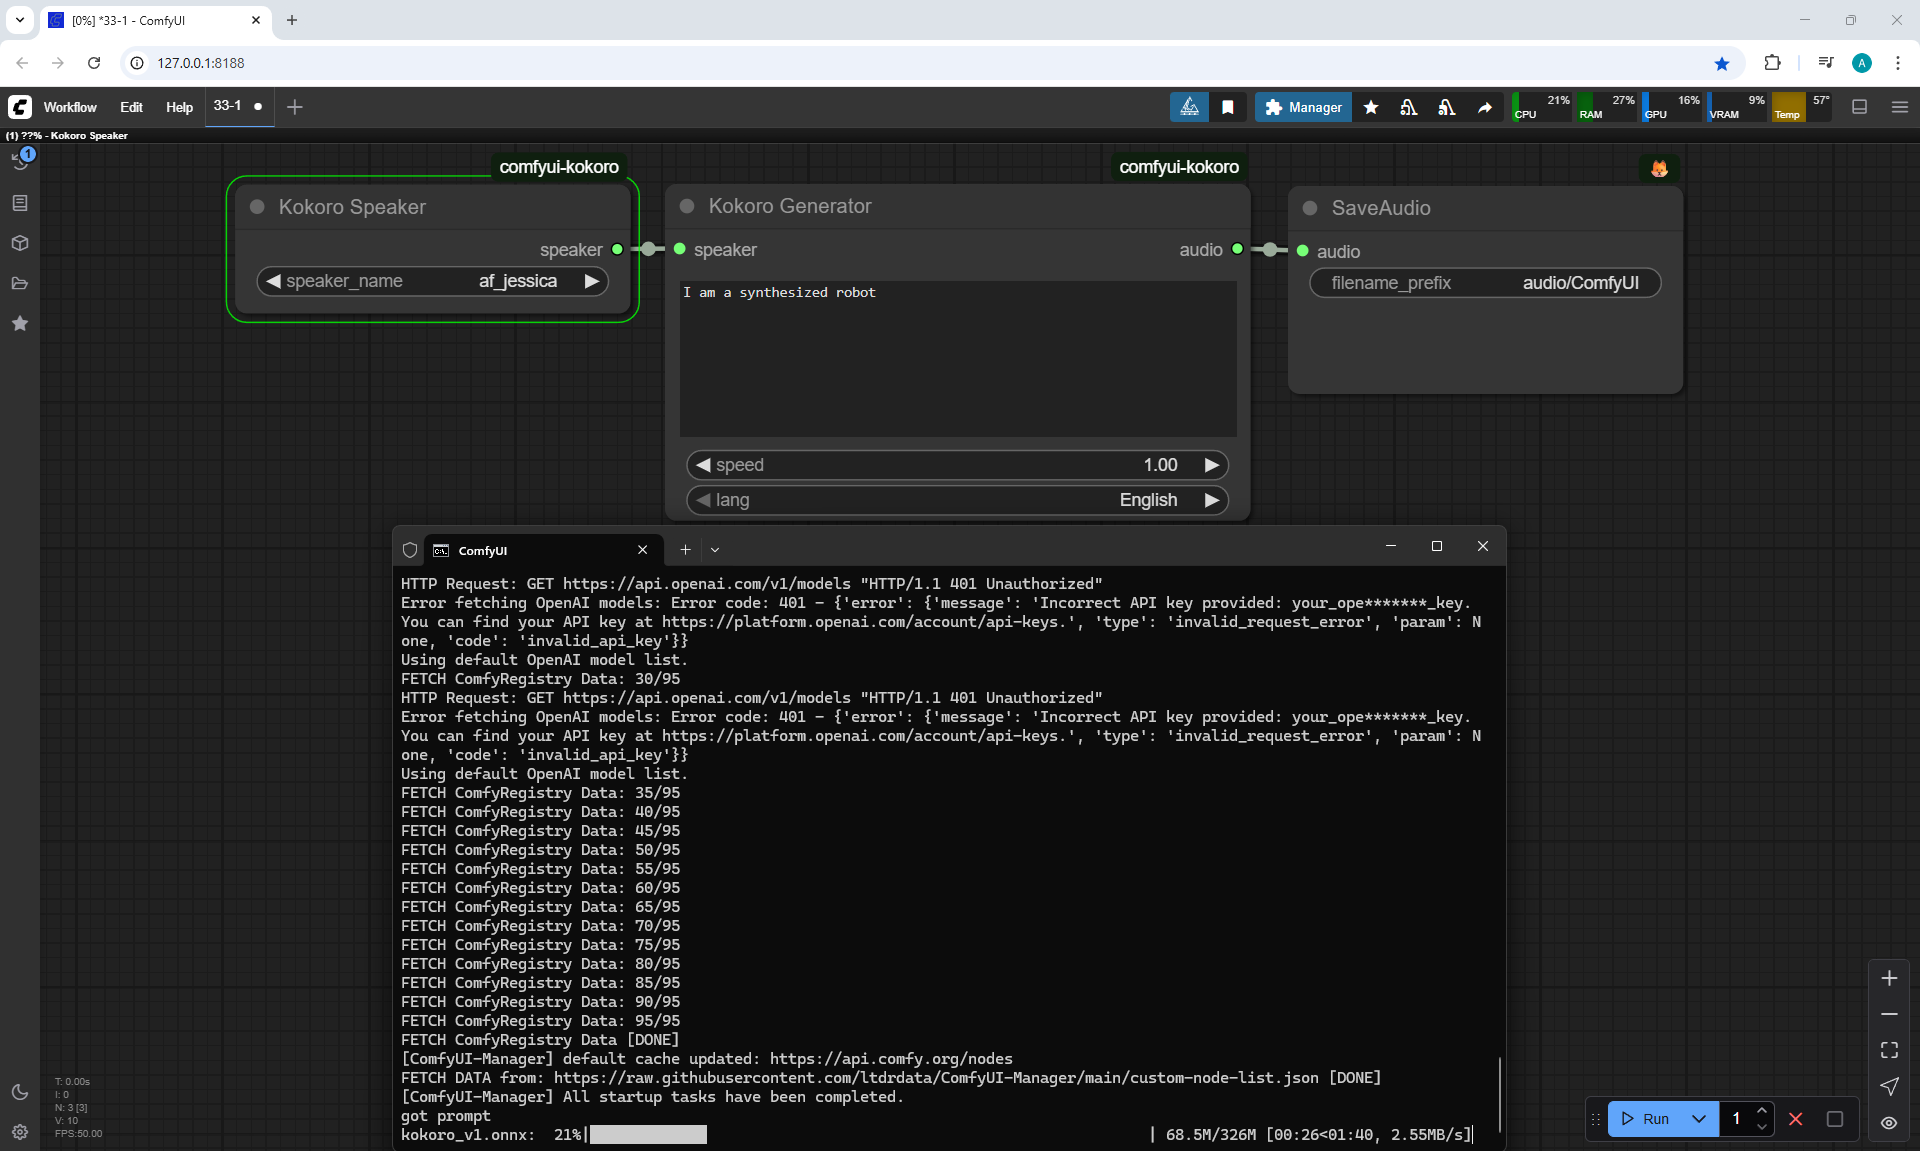 [0%] *33-1 - ComfyUI
127.0.0.1:8188
A
Workflow Edit Help 33-1
Manager
CPU 21% RAM 27% GPU 16% VRAM 9% Temp 57°
(1) ??% - Kokoro Speaker
1
comfyui-kokoro
Kokoro Speaker
speaker
speaker_name af_jessica
comfyui-kokoro
Kokoro Generator
speaker audio
I am a synthesized robot
speed 1.00
lang English
SaveAudio
audio
filename_prefix audio/ComfyUI
ComfyUI
HTTP Request: GET https://api.openai.com/v1/models "HTTP/1.1 401 Unauthorized"
Error fetching OpenAI models: Error code: 401 - {'error': {'message': 'Incorrect API key provided: your_ope*******_key.
You can find your API key at https://platform.openai.com/account/api-keys.', 'type': 'invalid_request_error', 'param': N
one, 'code': 'invalid_api_key'}}
Using default OpenAI model list.
FETCH ComfyRegistry Data: 30/95
HTTP Request: GET https://api.openai.com/v1/models "HTTP/1.1 401 Unauthorized"
Error fetching OpenAI models: Error code: 401 - {'error': {'message': 'Incorrect API key provided: your_ope*******_key.
You can find your API key at https://platform.openai.com/account/api-keys.', 'type': 'invalid_request_error', 'param': N
one, 'code': 'invalid_api_key'}}
Using default OpenAI model list.
FETCH ComfyRegistry Data: 35/95
FETCH ComfyRegistry Data: 40/95
FETCH ComfyRegistry Data: 45/95
FETCH ComfyRegistry Data: 50/95
FETCH ComfyRegistry Data: 55/95
FETCH ComfyRegistry Data: 60/95
FETCH ComfyRegistry Data: 65/95
FETCH ComfyRegistry Data: 70/95
FETCH ComfyRegistry Data: 75/95
FETCH ComfyRegistry Data: 80/95
FETCH ComfyRegistry Data: 85/95
FETCH ComfyRegistry Data: 90/95
FETCH ComfyRegistry Data: 95/95
FETCH ComfyRegistry Data [DONE]
[ComfyUI-Manager] default cache updated: https://api.comfy.org/nodes
FETCH DATA from: https://raw.githubusercontent.com/ltdrdata/ComfyUI-Manager/main/custom-node-list.json [DONE]
[ComfyUI-Manager] All startup tasks have been completed.
got prompt
kokoro_v1.onnx: 21%| | 68.5M/326M [00:26<01:40, 2.55MB/s]
T: 0.00s
I: 0
N: 3 [3]
V: 10
FPS:50.00
Run 1